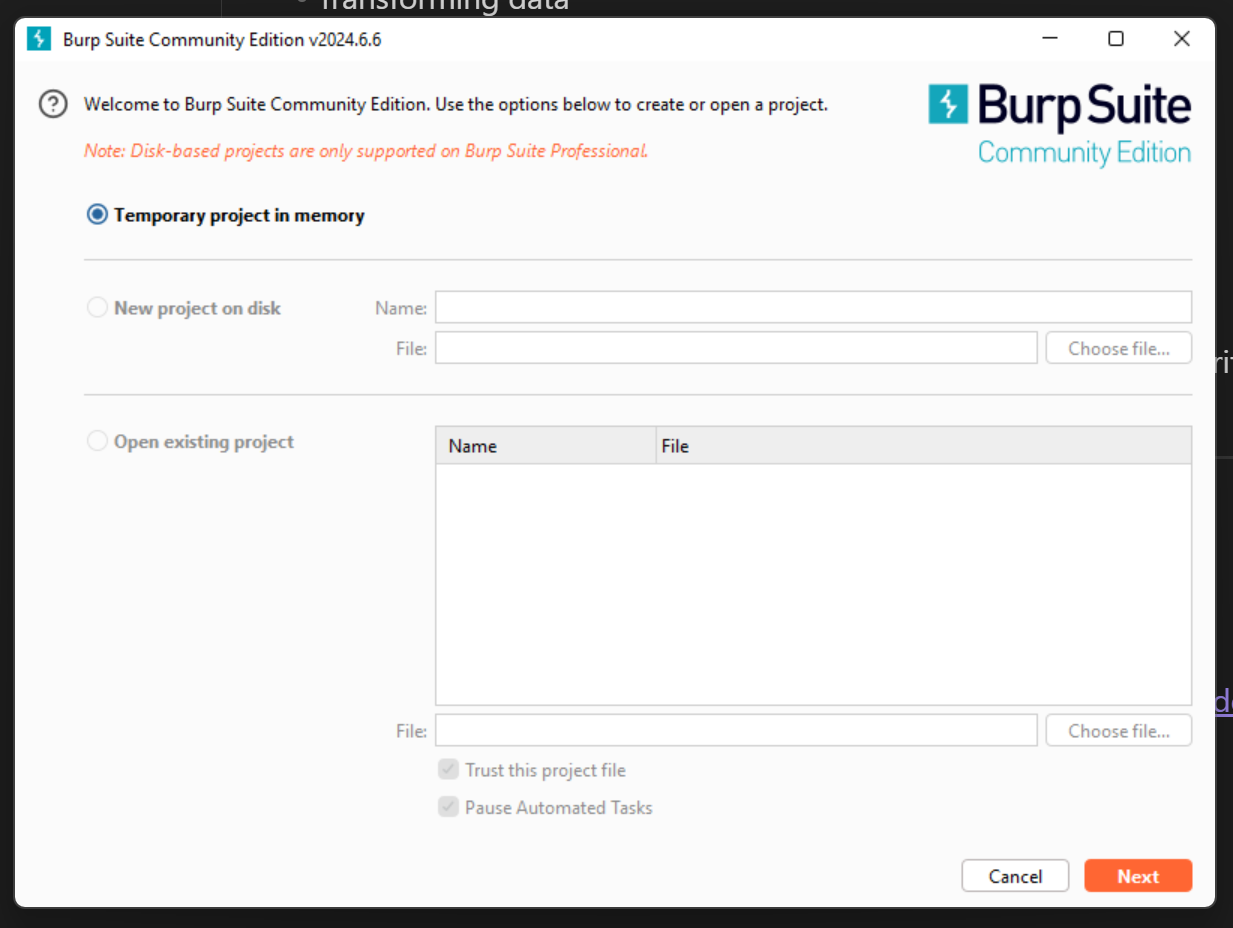 Transforming data
Burp Suite Community Edition v2024.6.6
Welcome to Burp Suite Community Edition. Use the options below to create or open a project.
Note: Disk-based projects are only supported on Burp Suite Professional.
Burp Suite
Community Edition
Temporary project in memory
New project on disk
Name:
File:
Choose file...
Open existing project
Name
File
File:
Choose file...
Trust this project file
Pause Automated Tasks
Cancel
Next